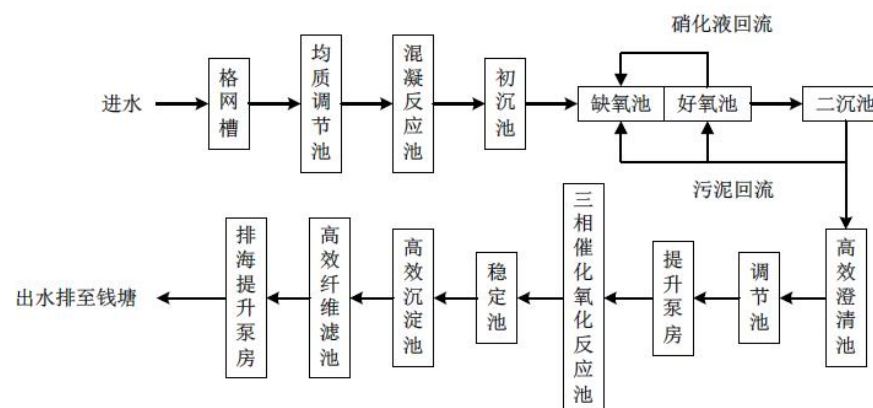 硝化液回流
进水
格网槽
均质调节池
混凝反应池
初沉池
缺氧池
好氧池
二沉池
污泥回流
出水排至钱塘
排海提升泵房
高效纤维滤池
高效沉淀池
稳定池
三相催化氧化反应池
提升泵房
调节池
高效澄清池